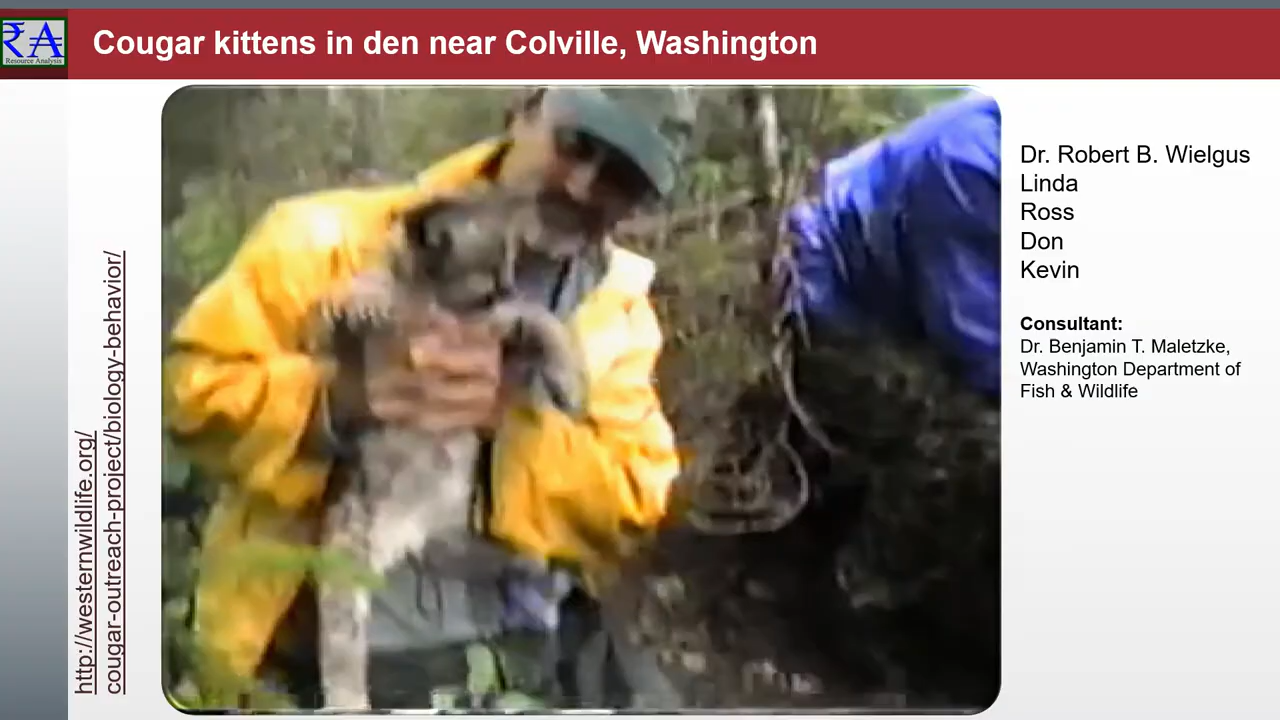 ₹A
Resource Analysis
Cougar kittens in den near Colville, Washington
http://westernwildlife.org/
cougar-outreach-project/biology-behavior/
Dr. Robert B. Wielgus
Linda
Ross
Don
Kevin
Consultant:
Dr. Benjamin T. Maletzke,
Washington Department of
Fish & Wildlife